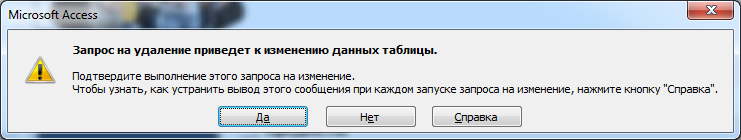 Microsoft Access
Запрос на удаление приведет к изменению данных таблицы.
Подтвердите выполнение этого запроса на изменение.
Чтобы узнать, как устранить вывод этого сообщения при каждом запуске запроса на изменение, нажмите кнопку "Справка".
Да Нет Справка